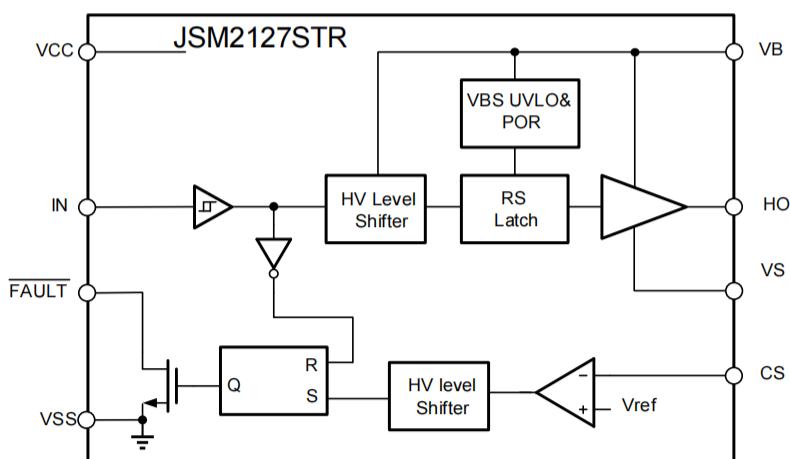 JSM2127STR
VCC
VB
VBS UVLO&
POR
IN
HV Level
Shifter
RS
Latch
HO
FAULT
VS
R
Q
S
HV level
Shifter
−
+
Vref
CS
VSS